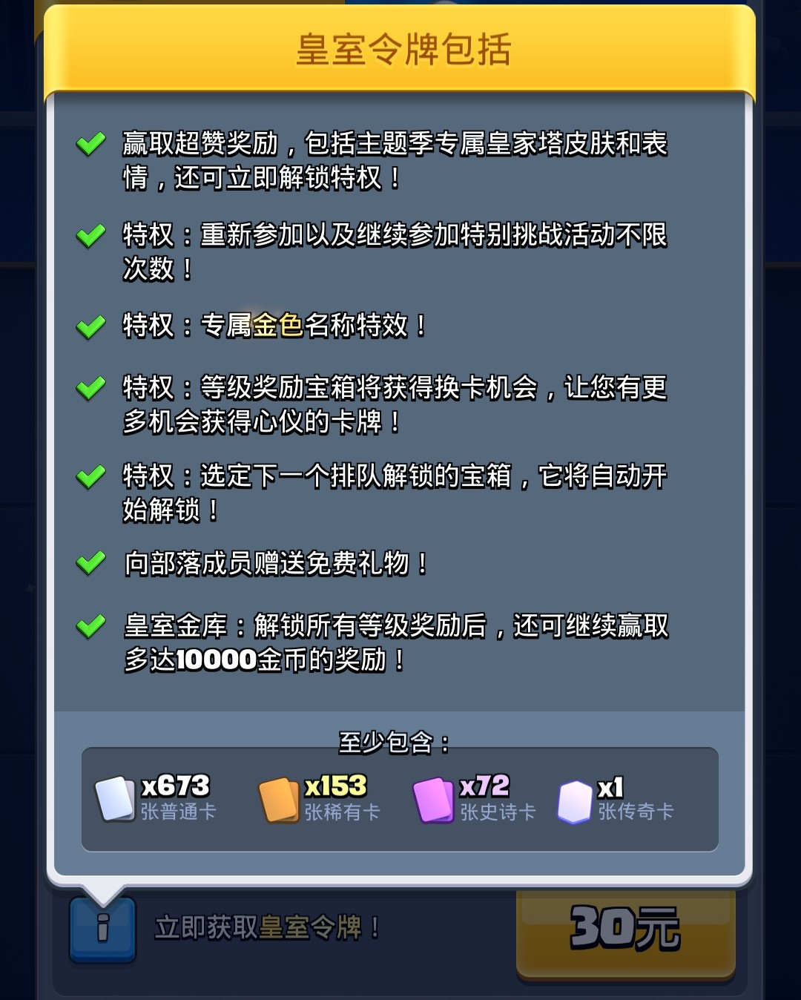 皇室令牌包括
赢取超赞奖励，包括主题季专属皇家塔皮肤和表
情，还可立即解锁特权！
特权：重新参加以及继续参加特别挑战活动不限
次数！
特权：专属金色名称特效！
特权：等级奖励宝箱将获得换卡机会，让您有更
多机会获得心仪的卡牌！
特权：选定下一个排队解锁的宝箱，它将自动开
始解锁！
向部落成员赠送免费礼物！
皇室金库：解锁所有等级奖励后，还可继续赢取
多达10000金币的奖励！
至少包含：
x673
张普通卡
x153
张稀有卡
x72
张史诗卡
x1
张传奇卡
i
立即获取皇室令牌！
30元